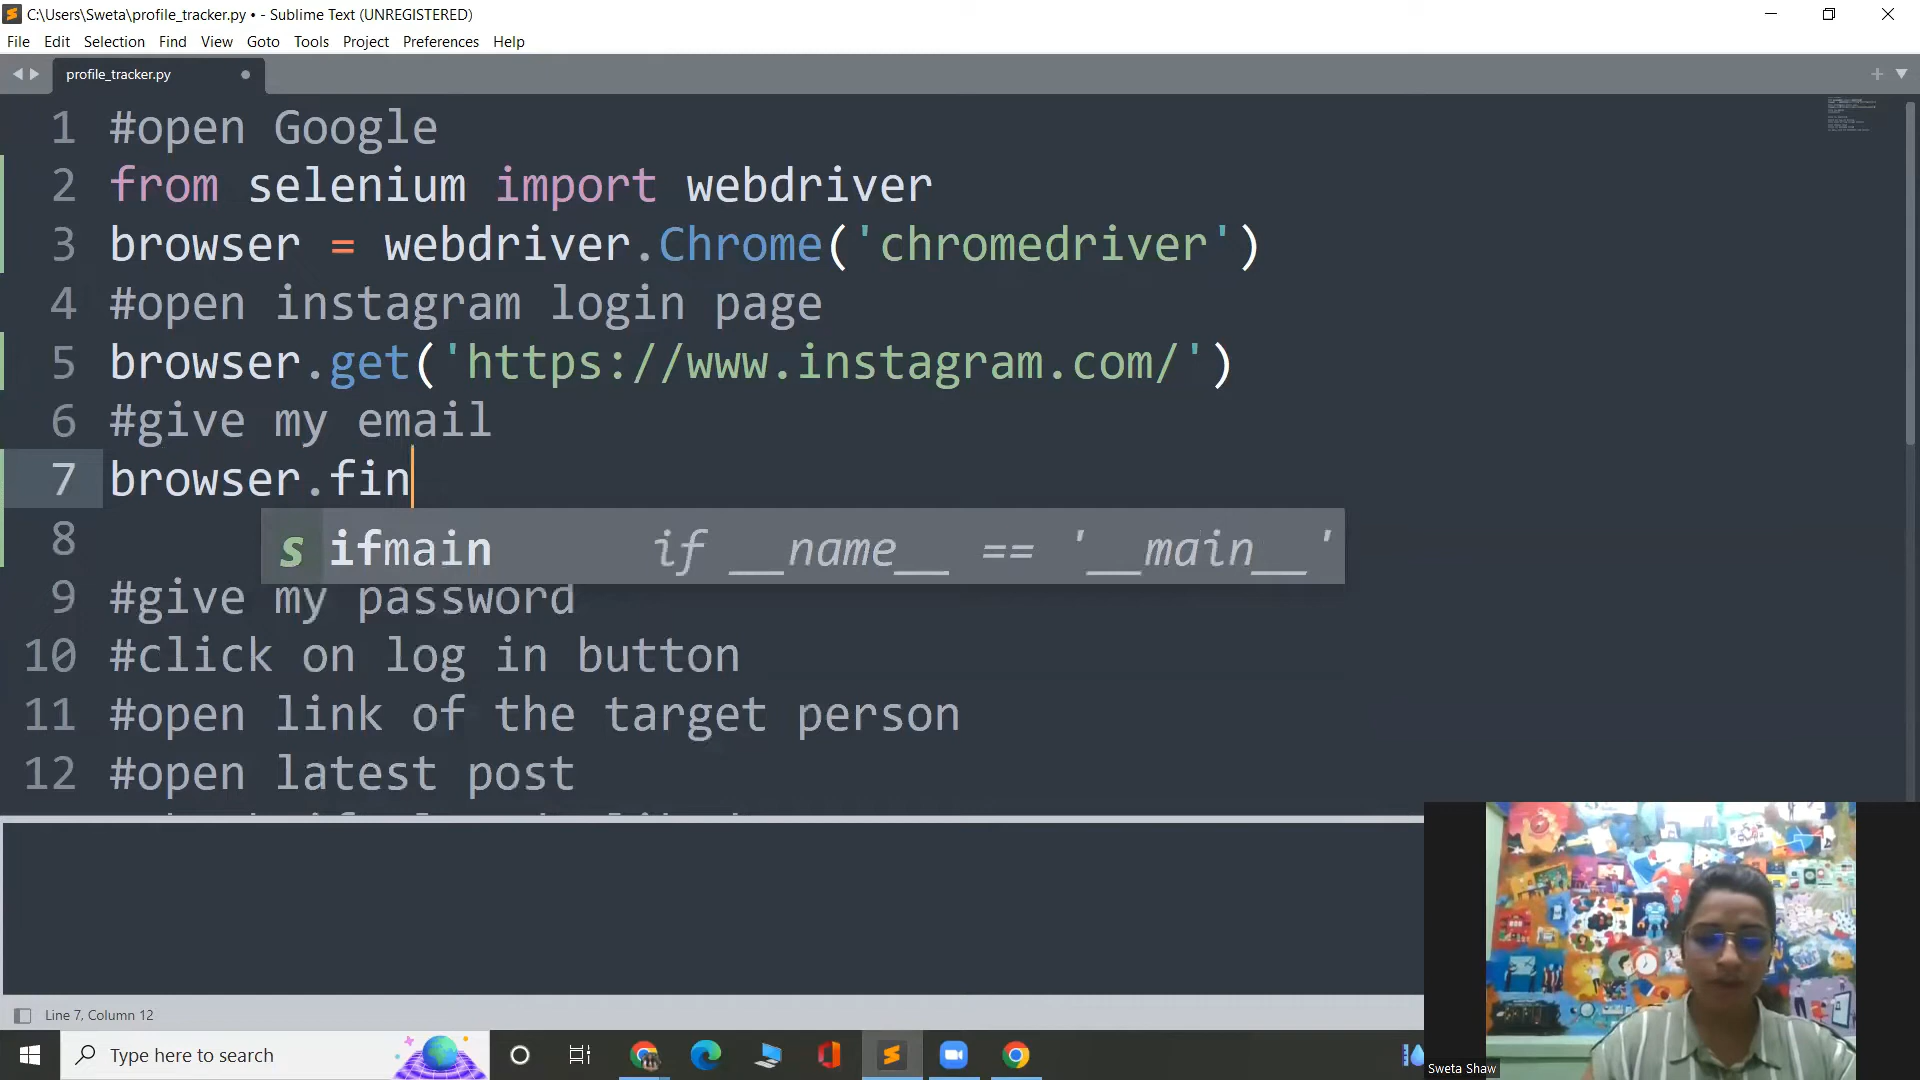 C:\Users\Sweta\profile_tracker.py • - Sublime Text (UNREGISTERED)
File Edit Selection Find View Goto Tools Project Preferences Help
profile_tracker.py
1 #open Google
2 from selenium import webdriver
3 browser = webdriver.Chrome('chromedriver')
4 #open instagram login page
5 browser.get('https://www.instagram.com/')
6 #give my email
7 browser.fin
8
s ifmain if __name__ == '__main__'
9 #give my password
10 #click on log in button
11 #open link of the target person
12 #open latest post
Line 7, Column 12
Type here to search
Sweta Shaw